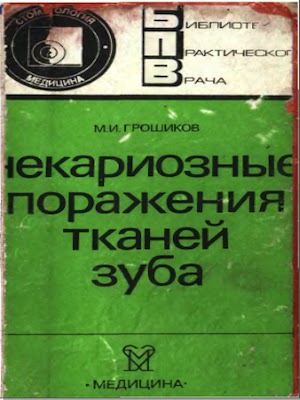 СТОМАТОЛОГИЯ
МЕДИЦИНА
БИБЛИОТЕ
ПРАКТИЧЕСКОГ
ВРАЧА
М.И. ГРОШИКОВ
некариозные
поражения
тканей
зуба
·МЕДИЦИНА·